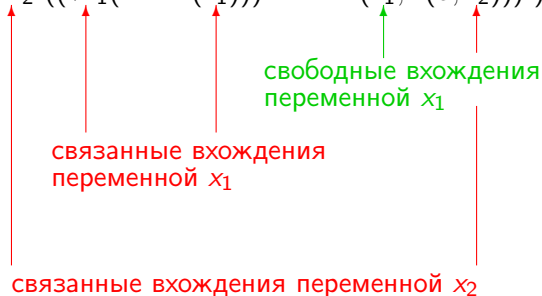 свободные вхождения
переменной x₁
связанные вхождения
переменной x₁
связанные вхождения переменной x₂